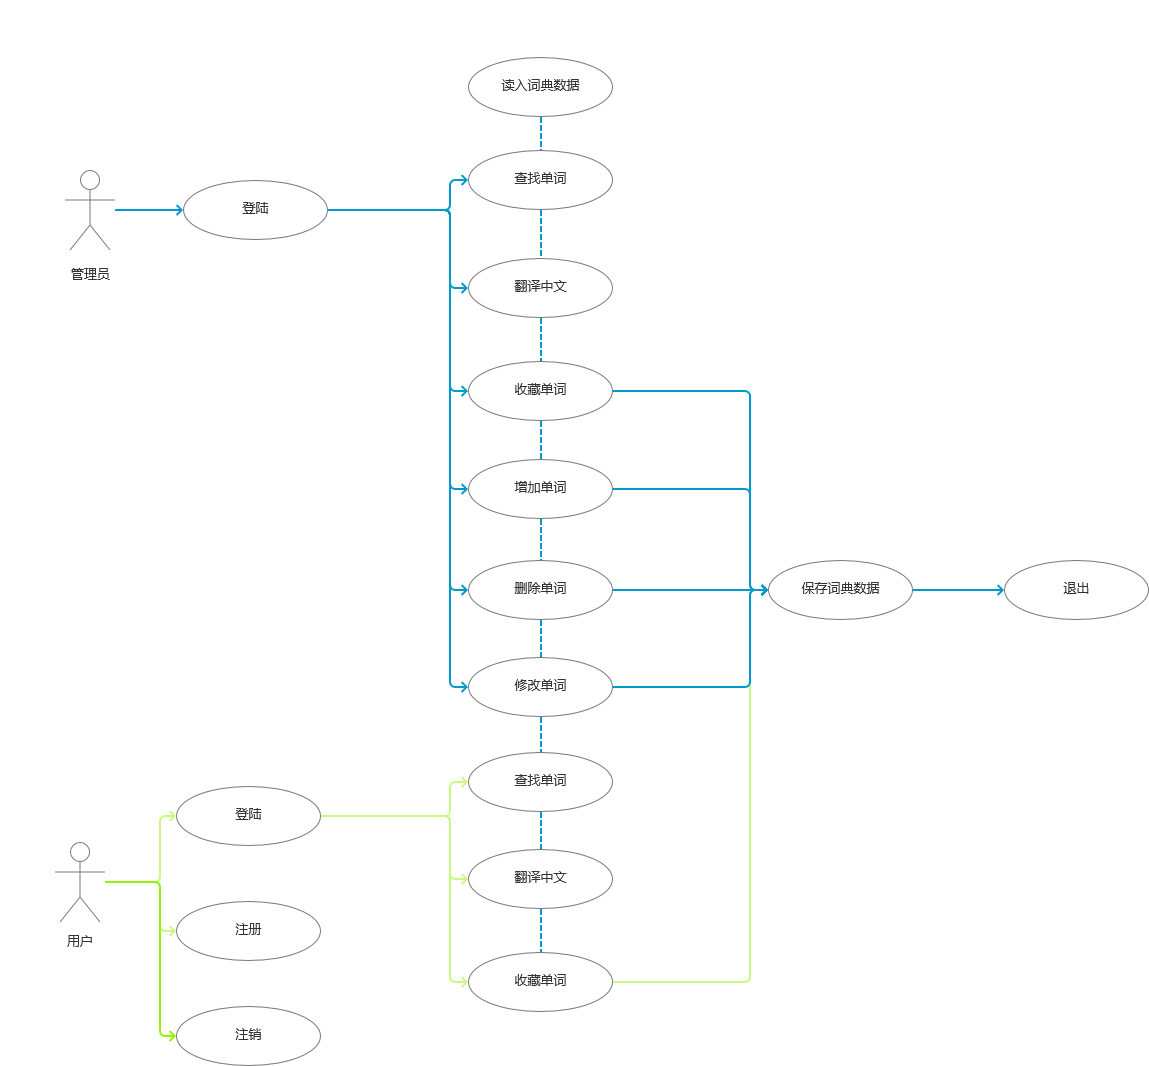 读入词典数据
查找单词
登陆
管理员
翻译中文
收藏单词
增加单词
删除单词
保存词典数据
退出
修改单词
查找单词
登陆
翻译中文
注册
用户
收藏单词
注销